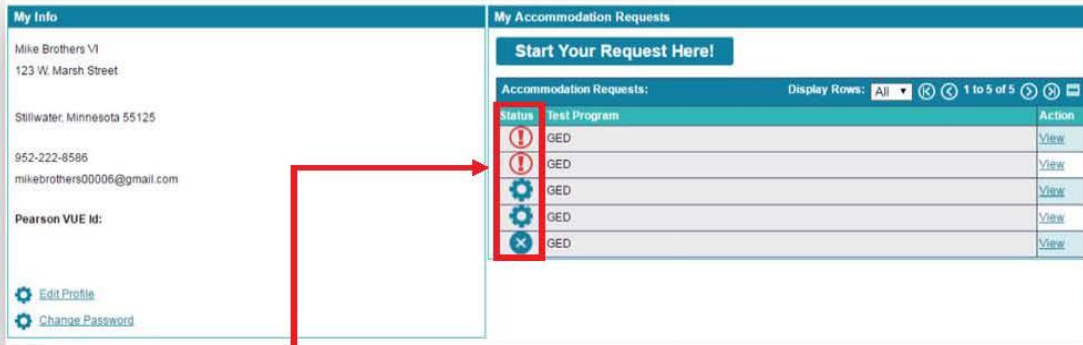 My Info
Mike Brothers VI
123 W. Marsh Street
Stillwater, Minnesota 55125
952-222-8586
mikebrothers00006@gmail.com
Pearson VUE Id:
Edit Profile
Change Password
My Accommodation Requests
Start Your Request Here!
Accommodation Requests: Display Rows: All 1 to 5 of 5
Status Test Program Action
GED View
GED View
GED View
GED View
GED View